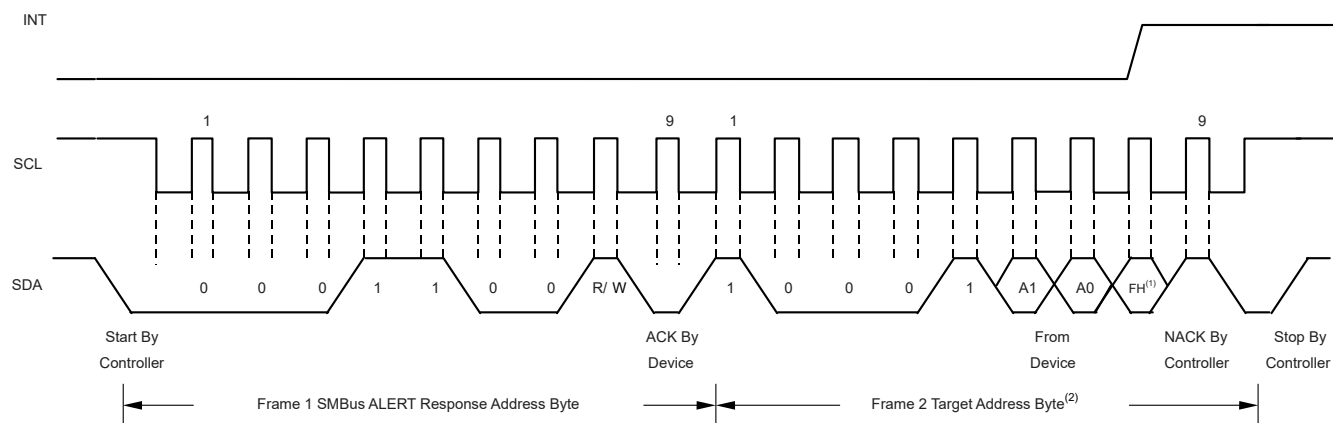 INT
1 9 1 9
SCL
SDA 0 0 0 1 1 0 0 R/ W 1 0 0 0 1 A1 A0 FH(1)
Start By ACK By From NACK By Stop By
Controller Device Device Controller Controller
Frame 1 SMBus ALERT Response Address Byte Frame 2 Target Address Byte(2)